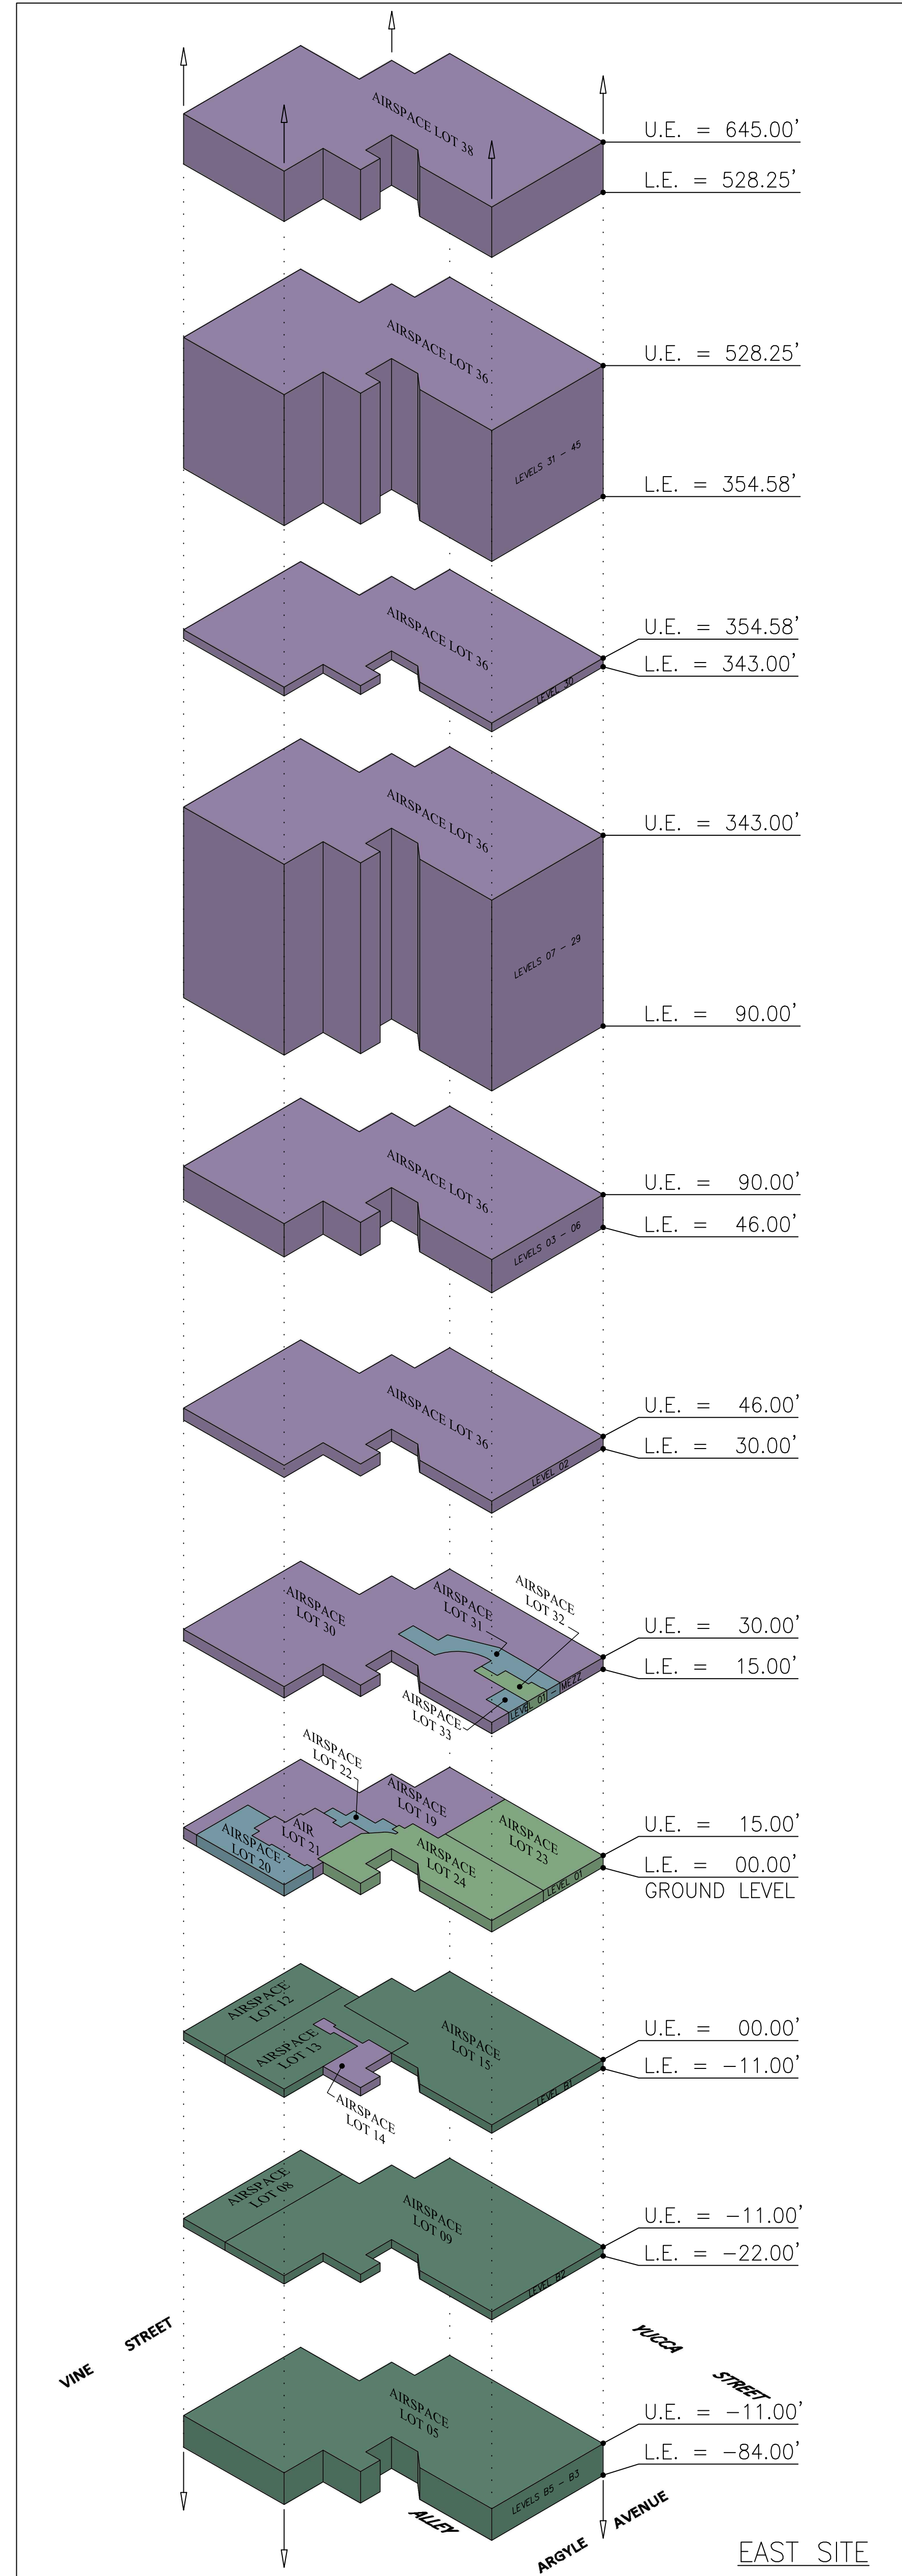 AIRSPACE LOT 38
U.E. = 645.00'
L.E. = 528.25'
AIRSPACE LOT 36
LEVELS 31 - 45
U.E. = 528.25'
L.E. = 354.58'
AIRSPACE LOT 36
LEVEL 30
U.E. = 354.58'
L.E. = 343.00'
AIRSPACE LOT 36
LEVELS 07 - 29
U.E. = 343.00'
L.E. = 90.00'
AIRSPACE LOT 36
LEVELS 03 - 06
U.E. = 90.00'
L.E. = 46.00'
AIRSPACE LOT 36
LEVEL 02
U.E. = 46.00'
L.E. = 30.00'
AIRSPACE
LOT 30
AIRSPACE
LOT 31
AIRSPACE
LOT 32
AIRSPACE
LOT 33
LEVEL 01 - MEZZ
U.E. = 30.00'
L.E. = 15.00'
AIRSPACE
LOT 22
AIRSPACE
LOT 19
AIRSPACE
LOT 20
AIR
LOT 21
AIRSPACE
LOT 24
AIRSPACE
LOT 23
LEVEL 01
U.E. = 15.00'
L.E. = 00.00'
GROUND LEVEL
AIRSPACE
LOT 12
AIRSPACE
LOT 13
AIRSPACE
LOT 14
AIRSPACE
LOT 15
LEVEL B1
U.E. = 00.00'
L.E. = -11.00'
AIRSPACE
LOT 08
AIRSPACE
LOT 09
LEVEL B2
U.E. = -11.00'
L.E. = -22.00'
VINE STREET
YUCCA STREET
AIRSPACE
LOT 05
LEVELS B5 - B3
U.E. = -11.00'
L.E. = -84.00'
ALLEY
ARGYLE AVENUE
EAST SITE